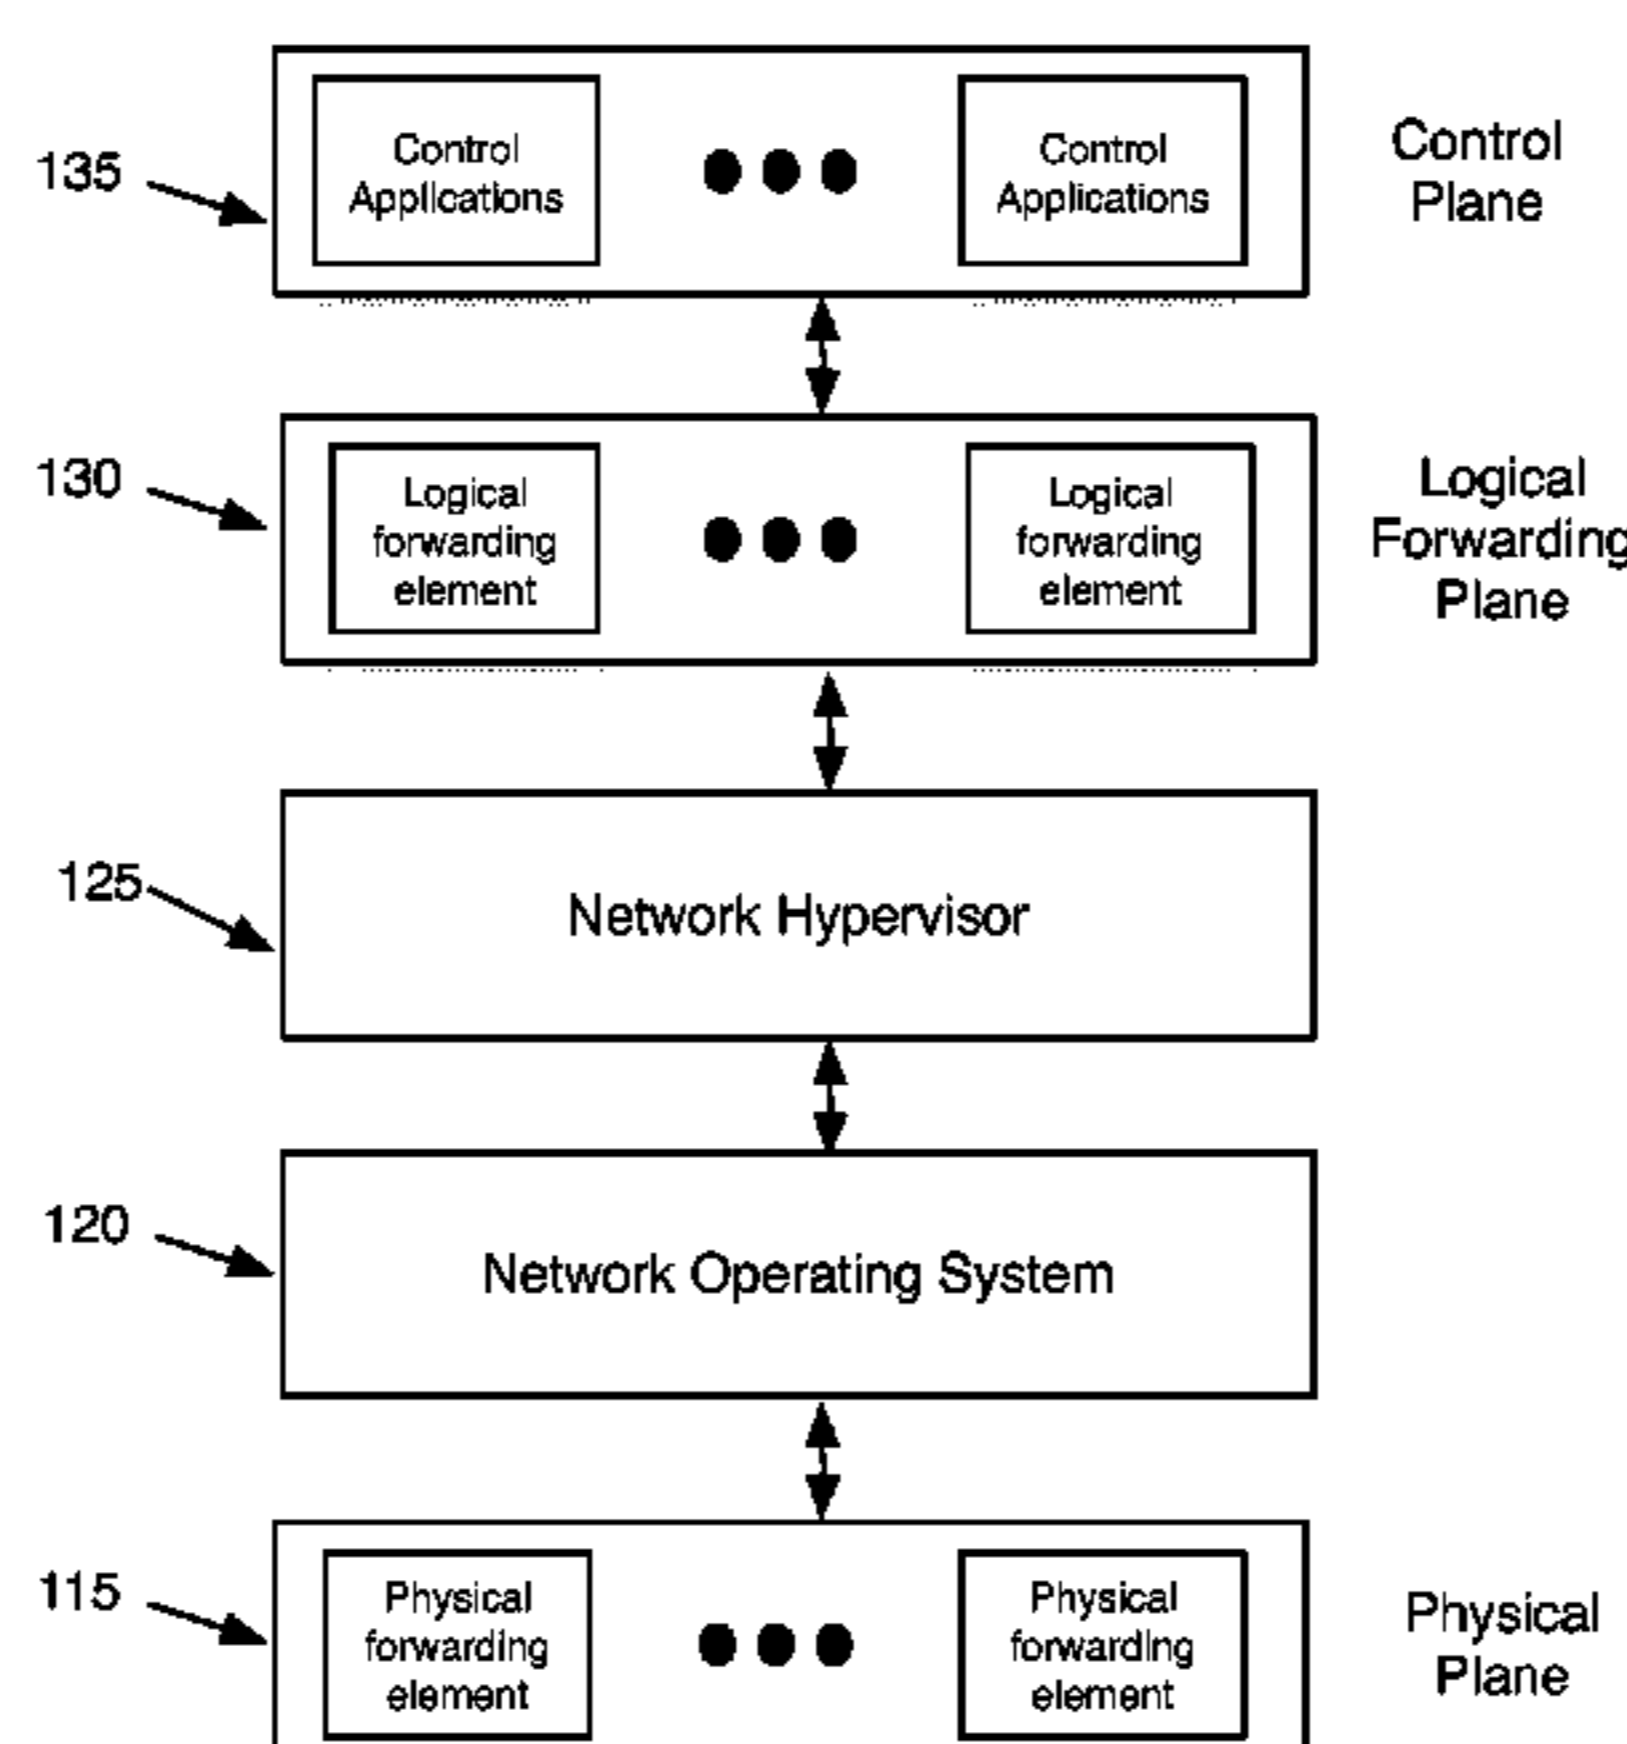 135
Control
Applications
Control
Applications
Control
Plane
130
Logical
forwarding
element
Logical
forwarding
element
Logical
Forwarding
Plane
125
Network Hypervisor
120
Network Operating System
115
Physical
forwarding
element
Physical
forwarding
element
Physical
Plane